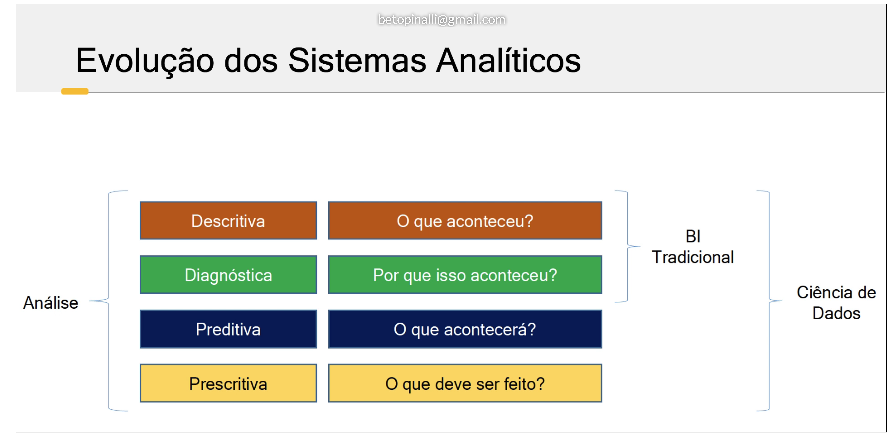 betopinalli@gmail.com
Evolução dos Sistemas Analíticos
Descritiva
O que aconteceu?
Diagnóstica
Por que isso aconteceu?
Preditiva
O que acontecerá?
Prescritiva
O que deve ser feito?
Análise
BI
Tradicional
Ciência de
Dados